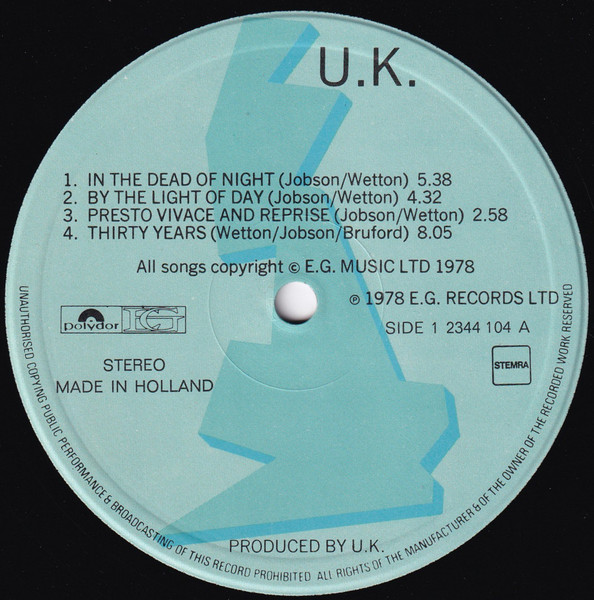 U.K.
1. IN THE DEAD OF NIGHT (Jobson/Wetton) 5.38
2. BY THE LIGHT OF DAY (Jobson/Wetton) 4.32
3. PRESTO VIVACE AND REPRISE (Jobson/Wetton) 2.58
4. THIRTY YEARS (Wetton/Jobson/Bruford) 8.05
All songs copyright © E.G. MUSIC LTD 1978
℗ 1978 E.G. RECORDS LTD
polydor EG
SIDE 1 2344 104 A
STEREO
MADE IN HOLLAND
STEMRA
PRODUCED BY U.K.
UNAUTHORISED COPYING PUBLIC PERFORMANCE & BROADCASTING OF THIS RECORD PROHIBITED ALL RIGHTS OF THE MANUFACTURER & OF THE OWNER OF THE RECORDED WORK RESERVED